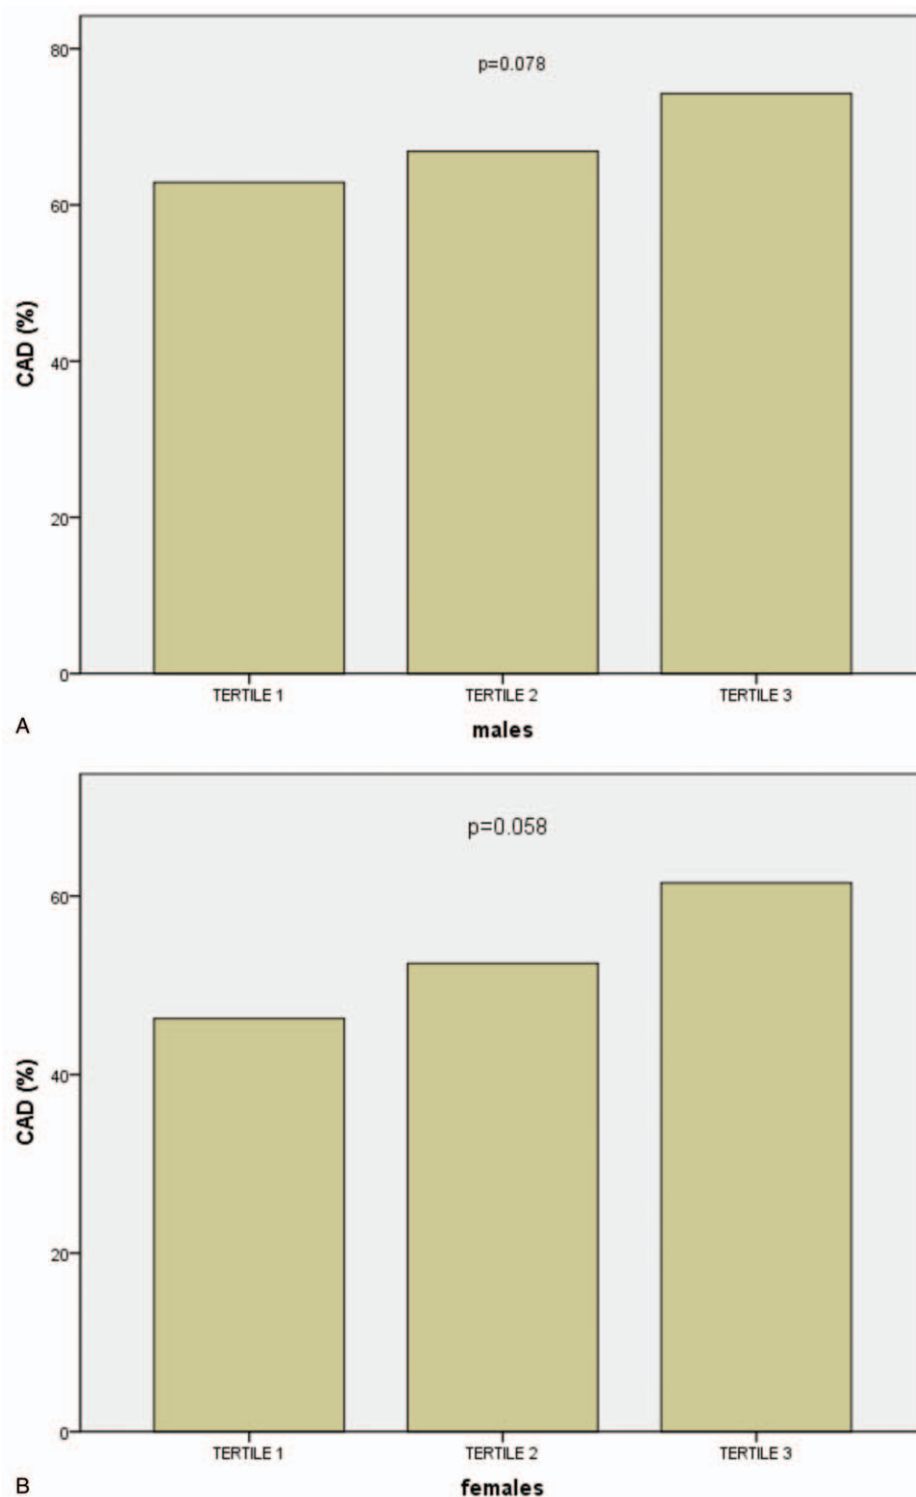 80
p=0.078
60
CAD (%)
40
20
0
TERTILE 1 TERTILE 2 TERTILE 3
A
males
p=0.058
60
40
CAD (%)
20
0
TERTILE 1 TERTILE 2 TERTILE 3
B
females